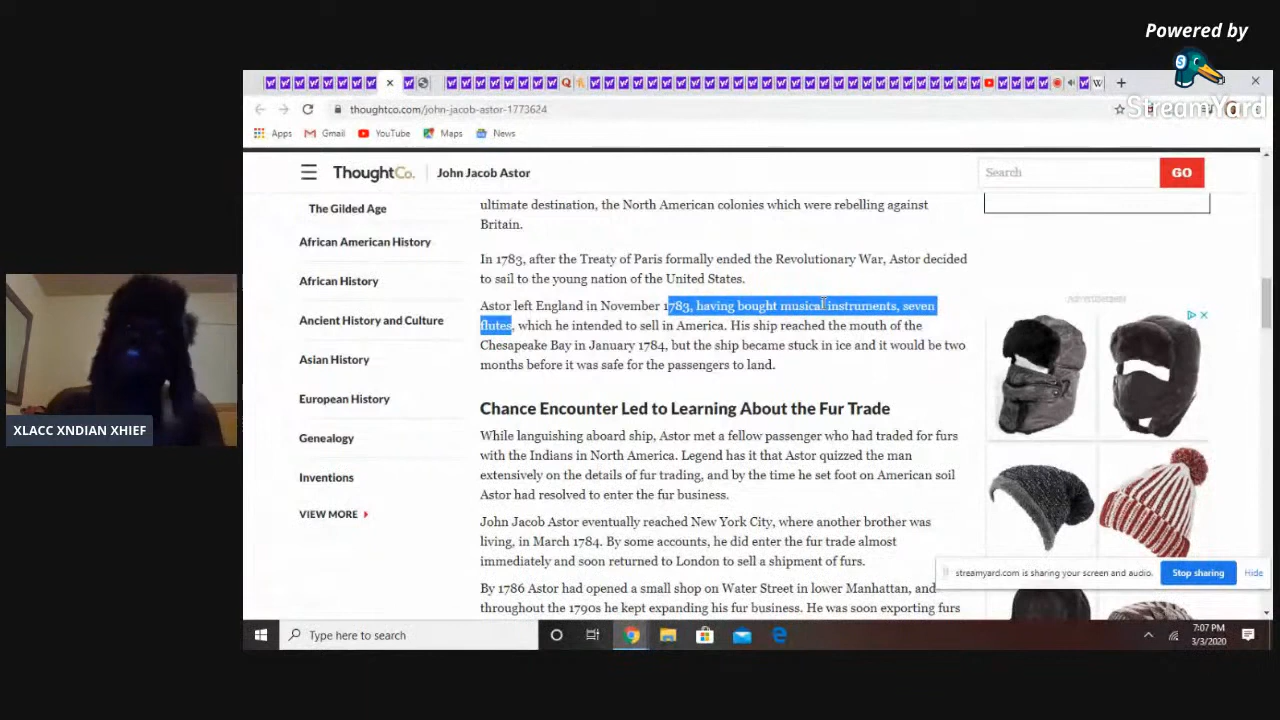 Powered by
StreamYard
thoughtco.com/john-jacob-astor-1773624
Apps Gmail YouTube Maps News
ThoughtCo. John Jacob Astor Search GO
The Gilded Age
African American History
African History
Ancient History and Culture
Asian History
European History
Genealogy
Inventions
VIEW MORE
ultimate destination, the North American colonies which were rebelling against
Britain.
In 1783, after the Treaty of Paris formally ended the Revolutionary War, Astor decided
to sail to the young nation of the United States.
Astor left England in November 1783, having bought musical instruments, seven
flutes, which he intended to sell in America. His ship reached the mouth of the
Chesapeake Bay in January 1784, but the ship became stuck in ice and it would be two
months before it was safe for the passengers to land.
Chance Encounter Led to Learning About the Fur Trade
While languishing aboard ship, Astor met a fellow passenger who had traded for furs
with the Indians in North America. Legend has it that Astor quizzed the man
extensively on the details of fur trading, and by the time he set foot on American soil
Astor had resolved to enter the fur business.
John Jacob Astor eventually reached New York City, where another brother was
living, in March 1784. By some accounts, he did enter the fur trade almost
immediately and soon returned to London to sell a shipment of furs.
By 1786 Astor had opened a small shop on Water Street in lower Manhattan, and
throughout the 1790s he kept expanding his fur business. He was soon exporting furs
Advertisement
streamyard.com is sharing your screen and audio. Stop sharing Hide
XLACC XNDIAN XHIEF
Type here to search
7:07 PM
3/3/2020